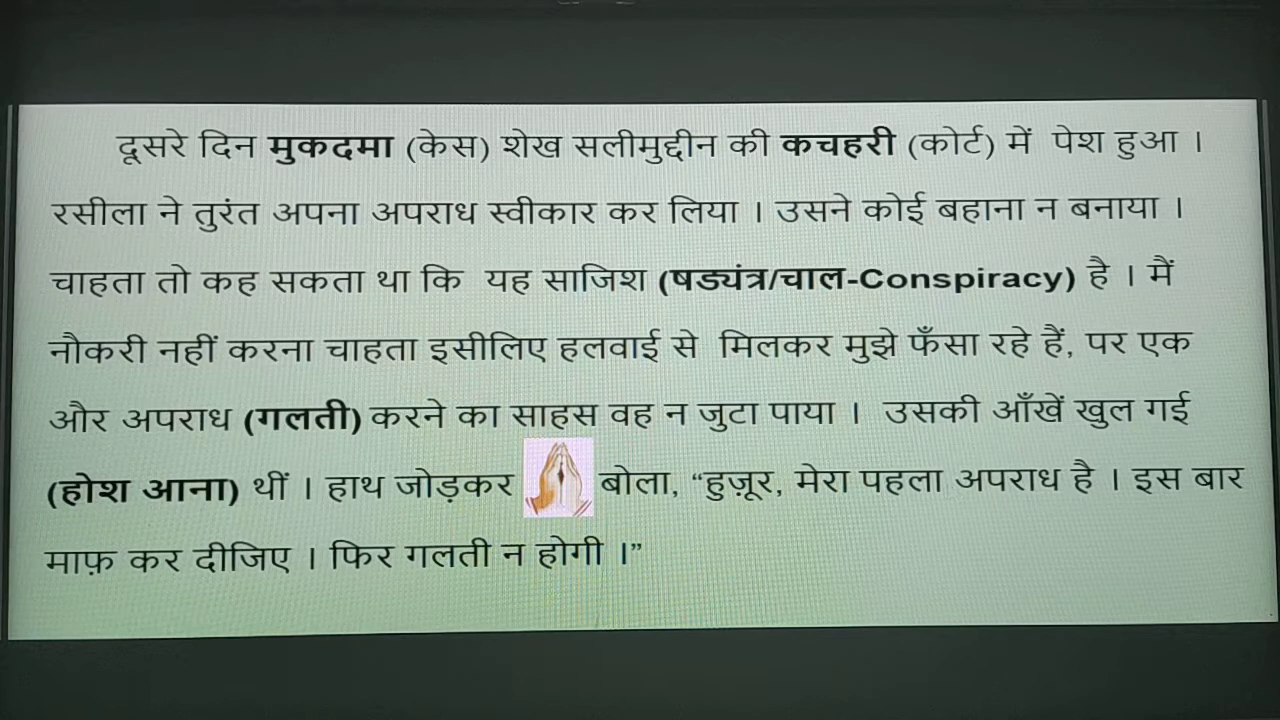 दूसरे दिन मुकदमा (केस) शेख सलीमुद्दीन की कचहरी (कोर्ट) में पेश हुआ ।
रसीला ने तुरंत अपना अपराध स्वीकार कर लिया । उसने कोई बहाना न बनाया ।
चाहता तो कह सकता था कि यह साजिश (षड्यंत्र/चाल-Conspiracy) है । मैं
नौकरी नहीं करना चाहता इसीलिए हलवाई से मिलकर मुझे फँसा रहे हैं, पर एक
और अपराध (गलती) करने का साहस वह न जुटा पाया । उसकी आँखें खुल गई
(होश आना) थीं । हाथ जोड़कर बोला, “हुज़ूर, मेरा पहला अपराध है । इस बार
माफ़ कर दीजिए । फिर गलती न होगी ।”